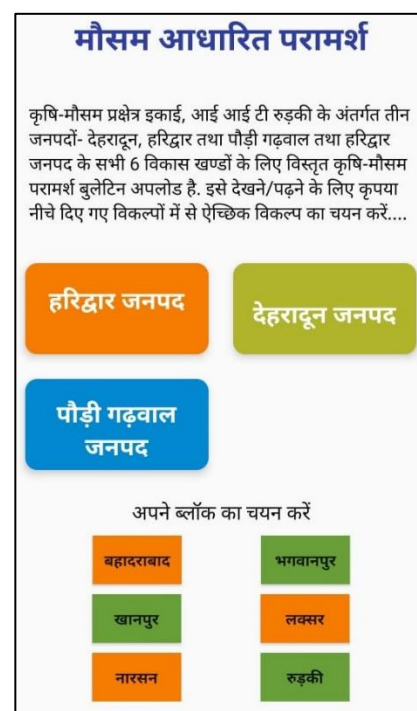 मौसम आधारित परामर्श
कृषि-मौसम प्रक्षेत्र इकाई, आई आई टी रुड़की के अंतर्गत तीन
जनपदों- देहरादून, हरिद्वार तथा पौड़ी गढ़वाल तथा हरिद्वार
जनपद के सभी 6 विकास खण्डों के लिए विस्तृत कृषि-मौसम
परामर्श बुलेटिन अपलोड है. इसे देखने/पढ़ने के लिए कृपया
नीचे दिए गए विकल्पों में से ऐच्छिक विकल्प का चयन करें....
हरिद्वार जनपद
देहरादून जनपद
पौड़ी गढ़वाल
जनपद
अपने ब्लॉक का चयन करें
बहादराबाद
भगवानपुर
खानपुर
लक्सर
नारसन
रुड़की